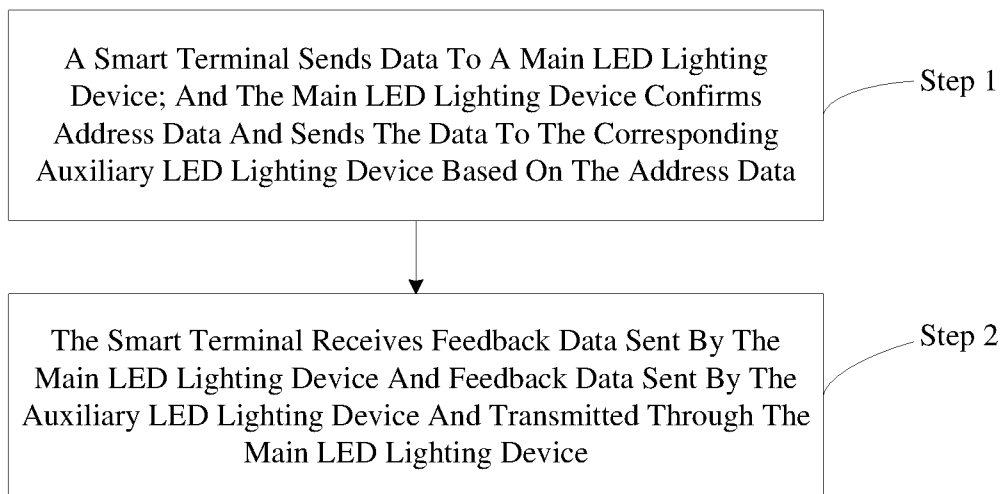 A Smart Terminal Sends Data To A Main LED Lighting
Device; And The Main LED Lighting Device Confirms
Address Data And Sends The Data To The Corresponding
Auxiliary LED Lighting Device Based On The Address Data
Step 1
The Smart Terminal Receives Feedback Data Sent By The
Main LED Lighting Device And Feedback Data Sent By The
Auxiliary LED Lighting Device And Transmitted Through The
Main LED Lighting Device
Step 2